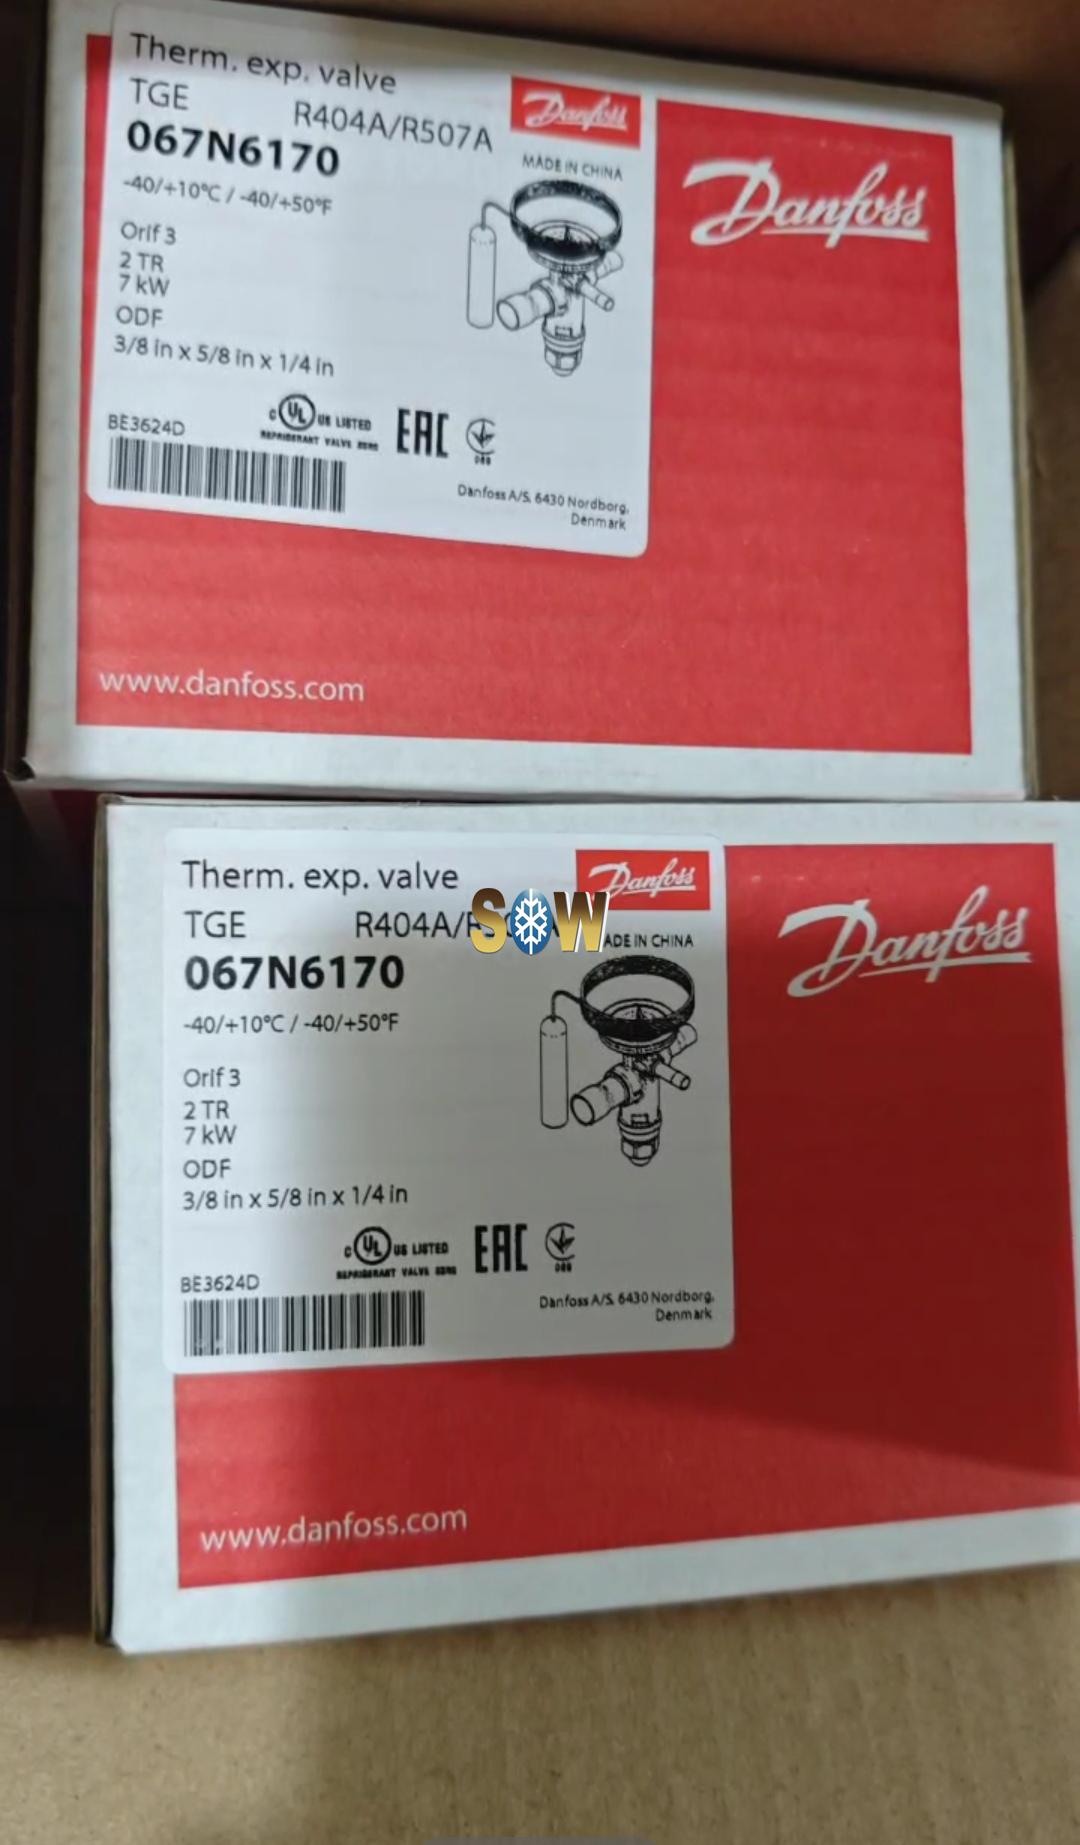 Therm. exp. valve
TGE R404A/R507A
067N6170
-40/+10°C / -40/+50°F
Orif 3
2 TR
7 kW
ODF
3/8 in x 5/8 in x 1/4 in
BE3624D
C UL US LISTED
REFRIGERANT VALVE
EAC
Danfoss
MADE IN CHINA
Danfoss A/S, 6430 Nordborg,
Denmark
Danfoss
www.danfoss.com
Therm. exp. valve
TGE R404A/
067N6170
-40/+10°C / -40/+50°F
Orif 3
2 TR
7 kW
ODF
3/8 in x 5/8 in x 1/4 in
BE3624D
C UL US LISTED
REFRIGERANT VALVE
EAC
Danfoss
ADE IN CHINA
Danfoss A/S, 6430 Nordborg,
Denmark
Danfoss
www.danfoss.com
SOW